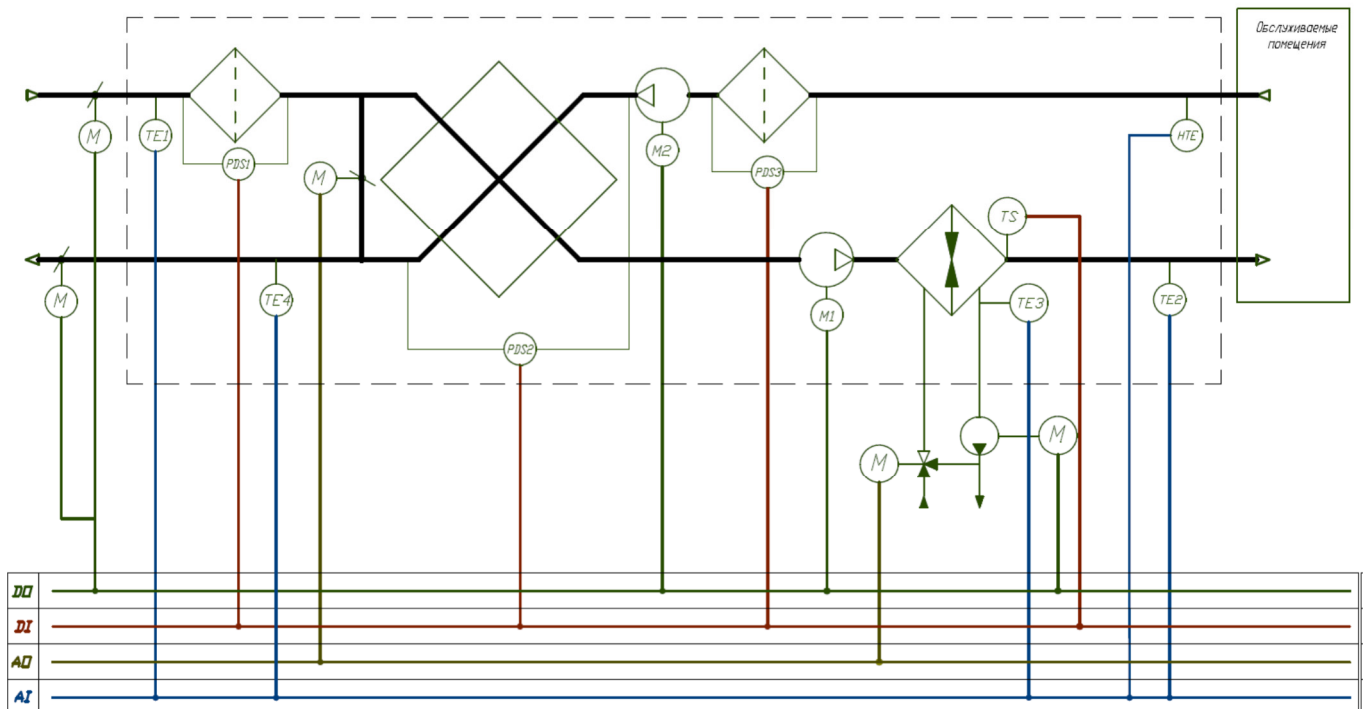 Обслуживаемые
помещения
M
TE1
PDS1
M
M2
PDS3
HTE
TS
M
TE4
M1
TE3
TE2
PDS2
M
M
DO
DI
AO
AI